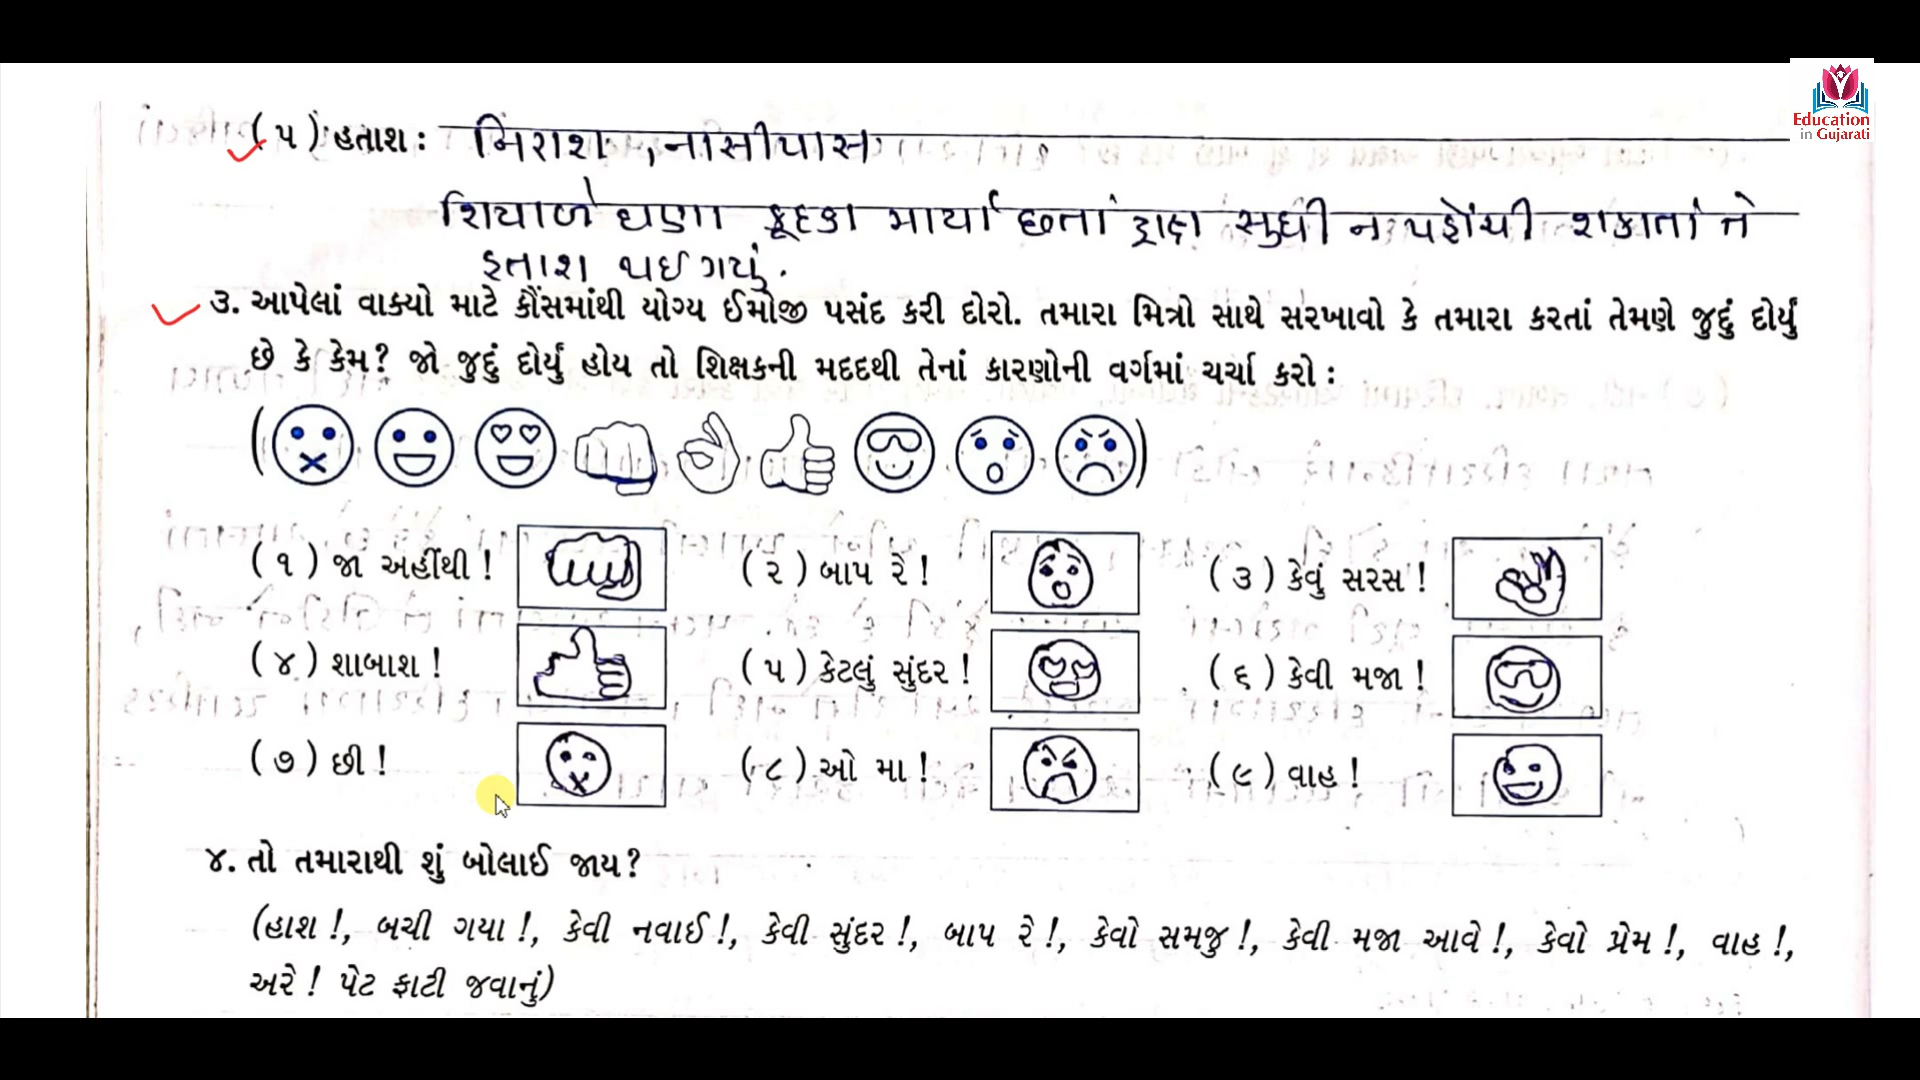 Education
in Gujarati
(૫) હતાશ : નિરાશ, નાસીપાસ
શિયાળે ઘણા કૂદકા માર્યા છતાં દ્રાક્ષ સુધી ન પહોંચી શકાતાં તે
હતાશ થઈ ગયું.
૩. આપેલાં વાક્યો માટે કૌંસમાંથી યોગ્ય ઈમોજી પસંદ કરી દોરો. તમારા મિત્રો સાથે સરખાવો કે તમારા કરતાં તેમણે જુદું દોર્યું
છે કે કેમ? જો જુદું દોર્યું હોય તો શિક્ષકની મદદથી તેનાં કારણોની વર્ગમાં ચર્ચા કરો :
(૧) જા અહીંથી ! (૨) બાપ રે ! (૩) કેવું સરસ !
(૪) શાબાશ ! (૫) કેટલું સુંદર ! (૬) કેવી મજા !
(૭) છી ! (૮) ઓ મા ! (૯) વાહ !
૪. તો તમારાથી શું બોલાઈ જાય?
(હાશ !, બચી ગયા !, કેવી નવાઈ !, કેવી સુંદર !, બાપ રે !, કેવો સમજુ !, કેવી મજા આવે !, કેવો પ્રેમ !, વાહ !,
અરે ! પેટ ફાટી જવાનું)